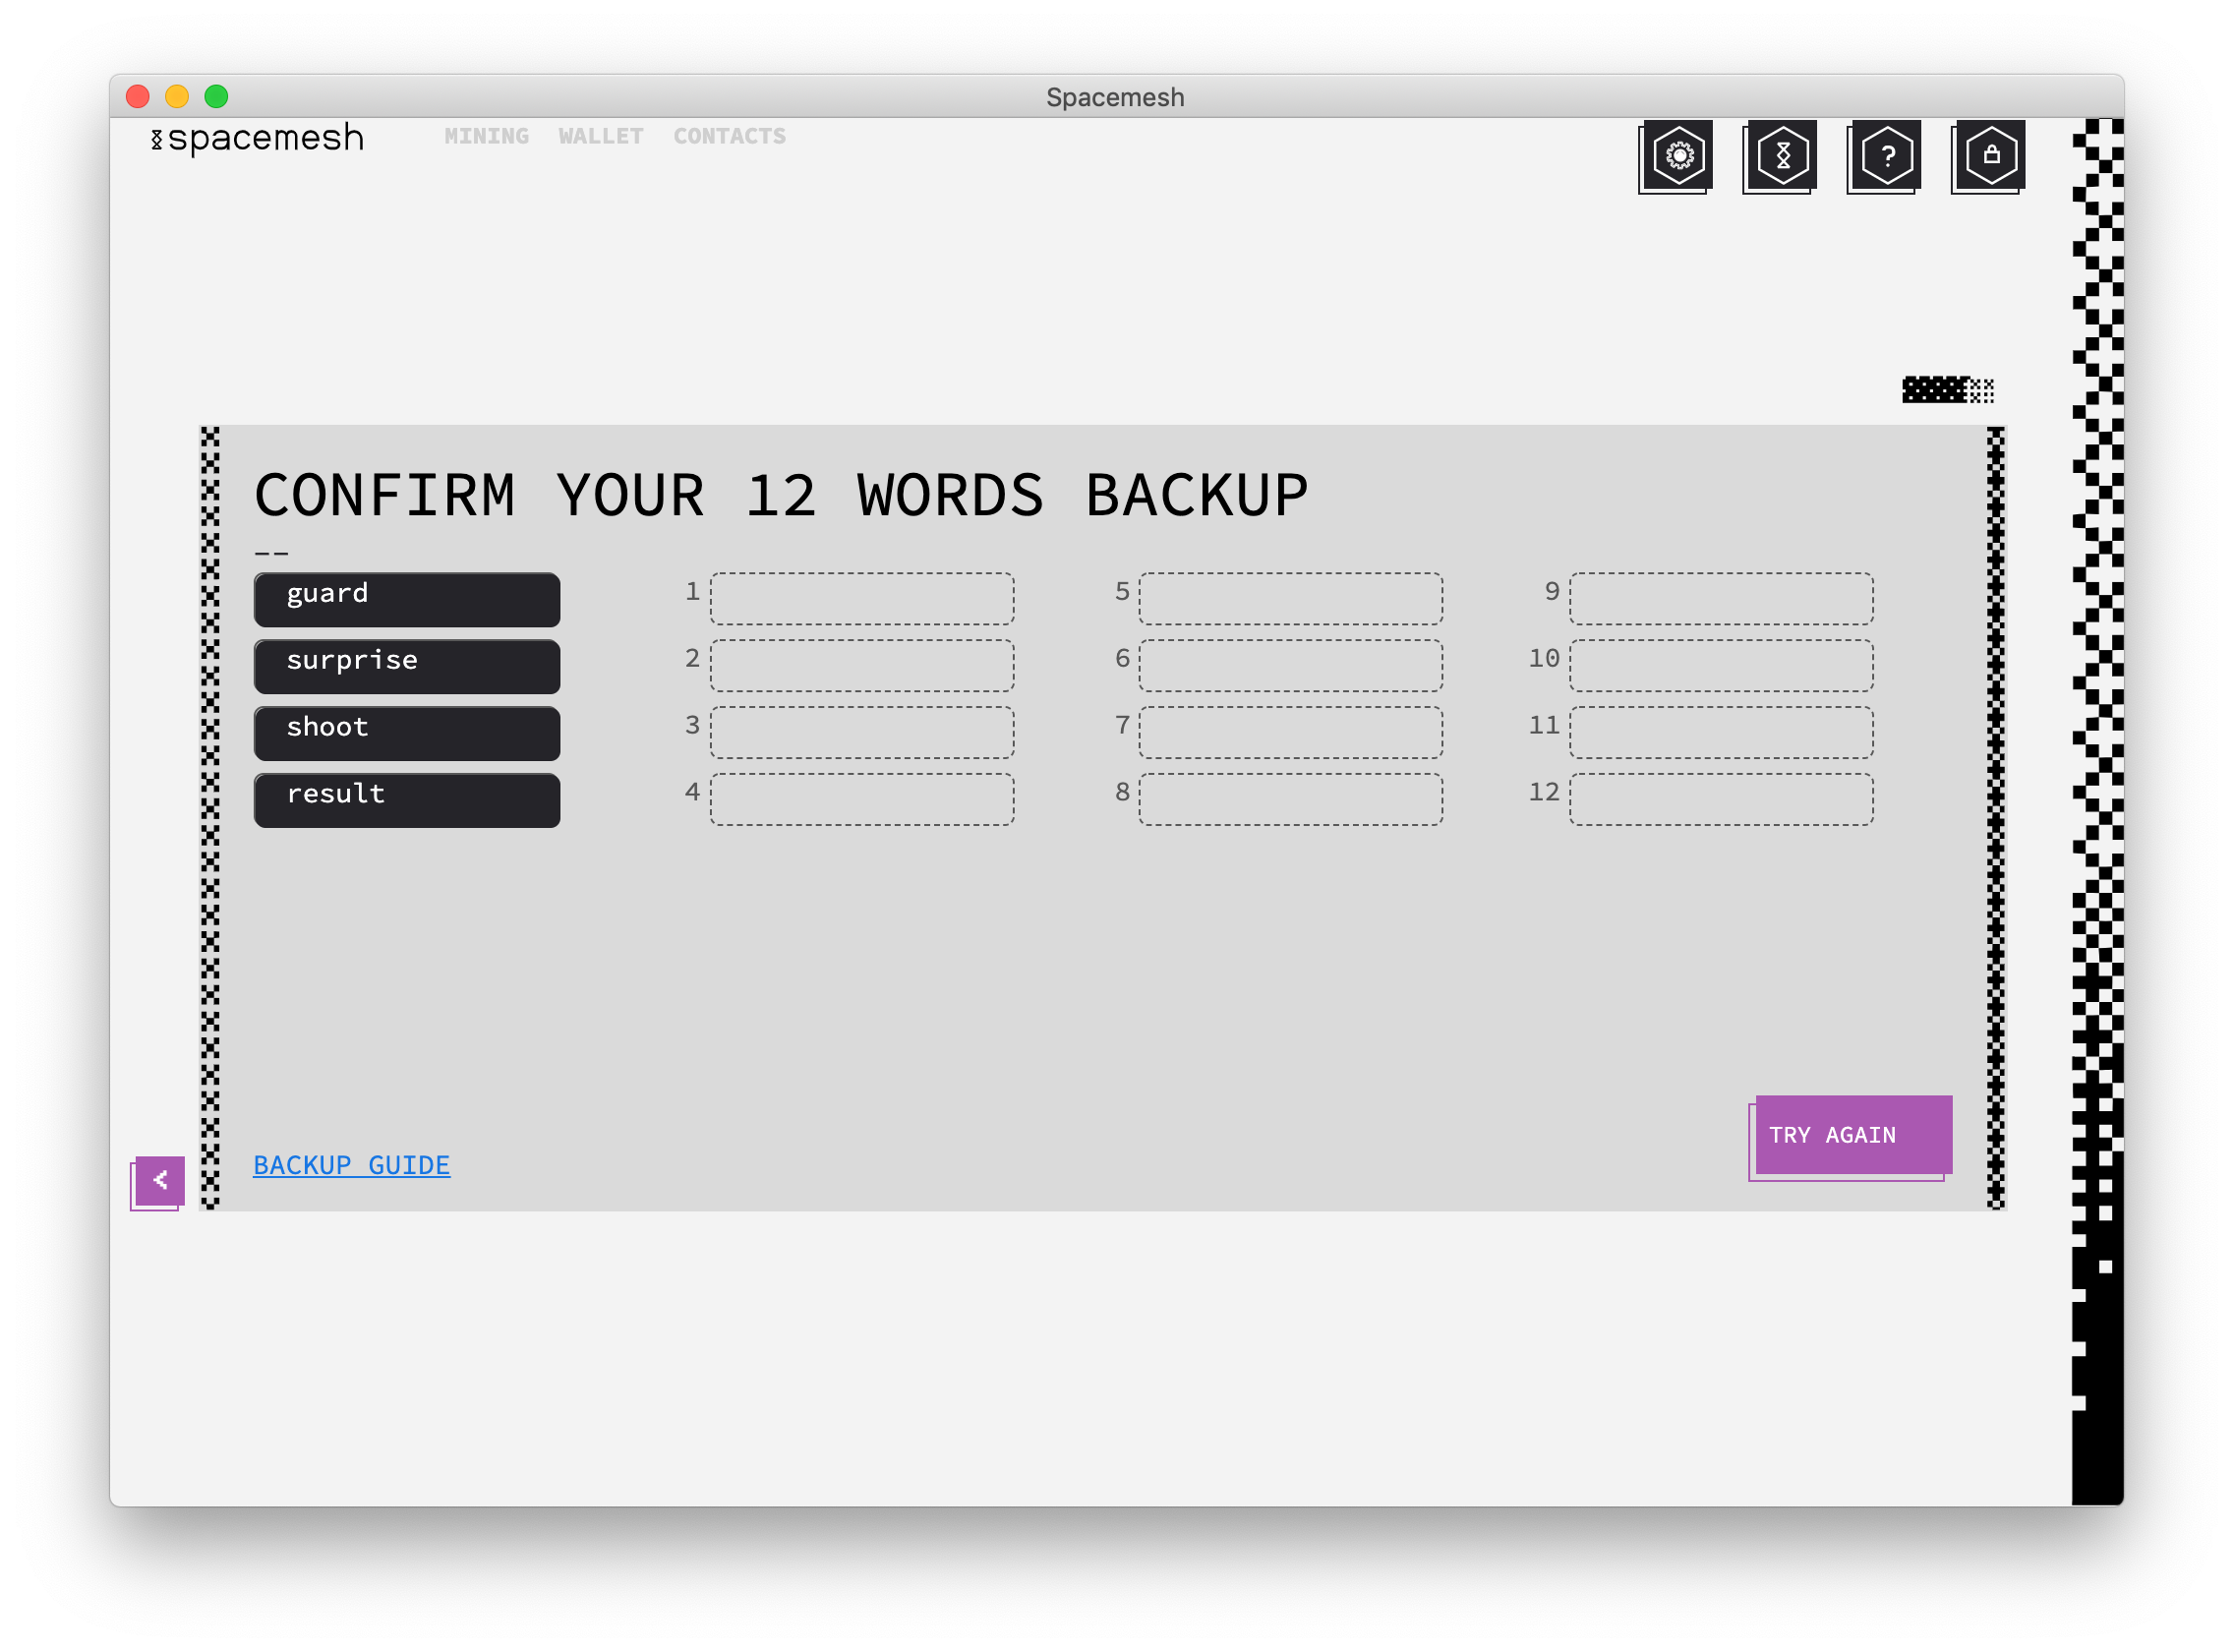 Spacemesh
spacemesh MINING WALLET CONTACTS
?
CONFIRM YOUR 12 WORDS BACKUP
--
guard 1 5 9
surprise 2 6 10
shoot 3 7 11
result 4 8 12
TRY AGAIN
BACKUP GUIDE
<